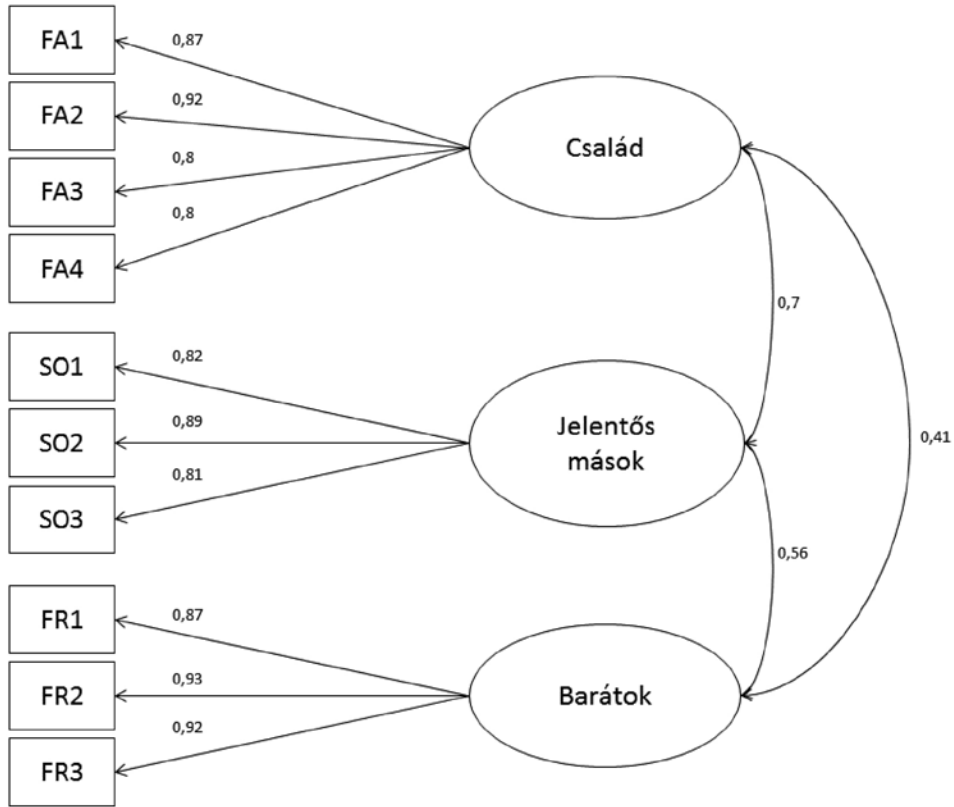 FA1
0,87
FA2
0,92
FA3
0,8
FA4
0,8
Család
SO1
0,82
SO2
0,89
SO3
0,81
Jelentős
mások
FR1
0,87
FR2
0,93
FR3
0,92
Barátok
0,7
0,41
0,56